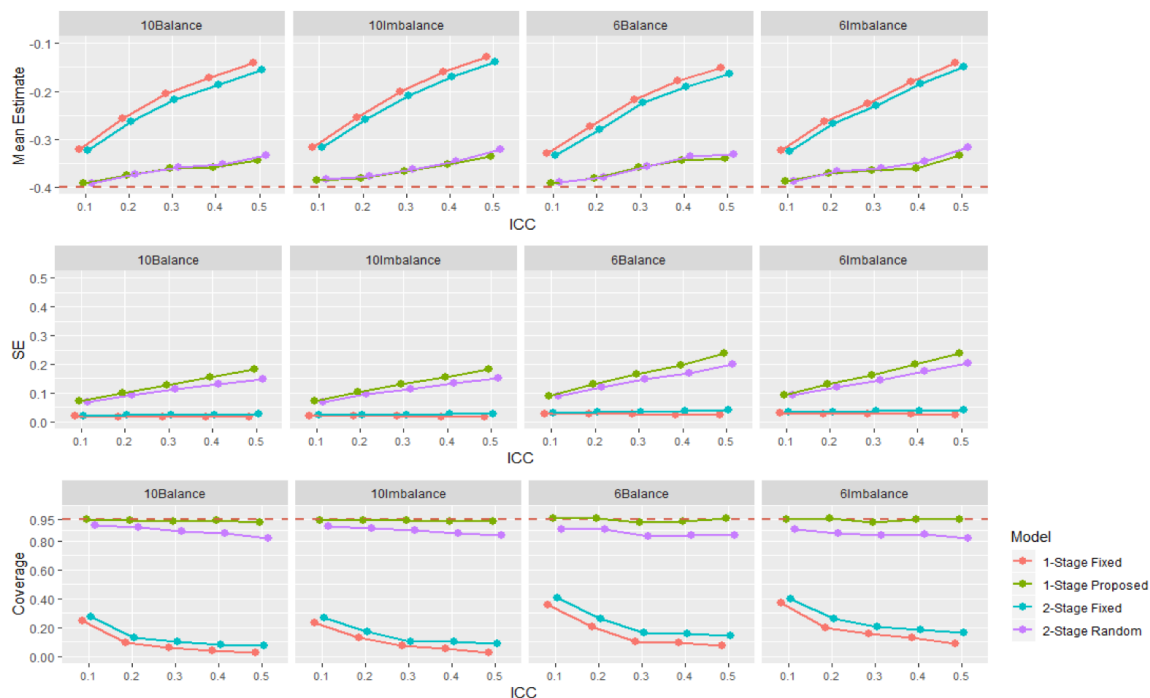 10Balance 10Imbalance 6Balance 6Imbalance
Mean Estimate
-0.1
-0.2
-0.3
-0.4
0.1 0.2 0.3 0.4 0.5 0.1 0.2 0.3 0.4 0.5 0.1 0.2 0.3 0.4 0.5 0.1 0.2 0.3 0.4 0.5
ICC
10Balance 10Imbalance 6Balance 6Imbalance
SE
0.5
0.4
0.3
0.2
0.1
0.0
0.1 0.2 0.3 0.4 0.5 0.1 0.2 0.3 0.4 0.5 0.1 0.2 0.3 0.4 0.5 0.1 0.2 0.3 0.4 0.5
ICC
10Balance 10Imbalance 6Balance 6Imbalance
Coverage
0.95
0.80
0.60
0.40
0.20
0.00
0.1 0.2 0.3 0.4 0.5 0.1 0.2 0.3 0.4 0.5 0.1 0.2 0.3 0.4 0.5 0.1 0.2 0.3 0.4 0.5
ICC
Model
1-Stage Fixed
1-Stage Proposed
2-Stage Fixed
2-Stage Random